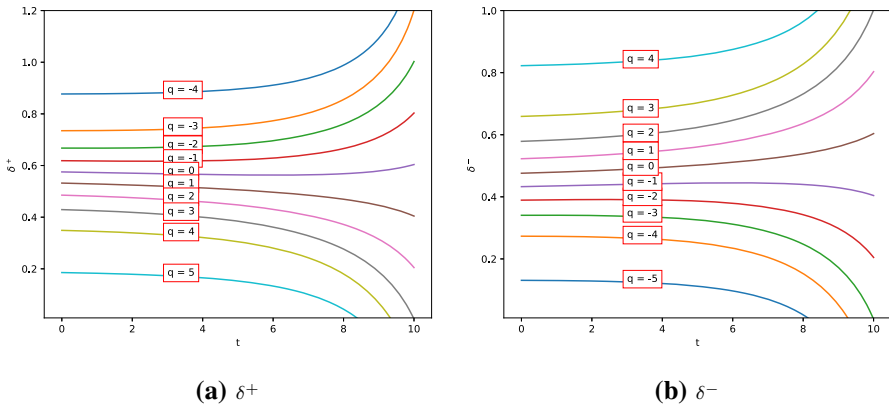 1.2
1.0
0.8
0.6
0.4
0.2
δ+
q = -4
q = -3
q = -2
q = -1
q = 0
q = 1
q = 2
q = 3
q = 4
q = 5
0 2 4 6 8 10
t
(a) δ+
1.0
0.8
0.6
0.4
0.2
δ−
q = 4
q = 3
q = 2
q = 1
q = 0
q = -1
q = -2
q = -3
q = -4
q = -5
0 2 4 6 8 10
t
(b) δ−